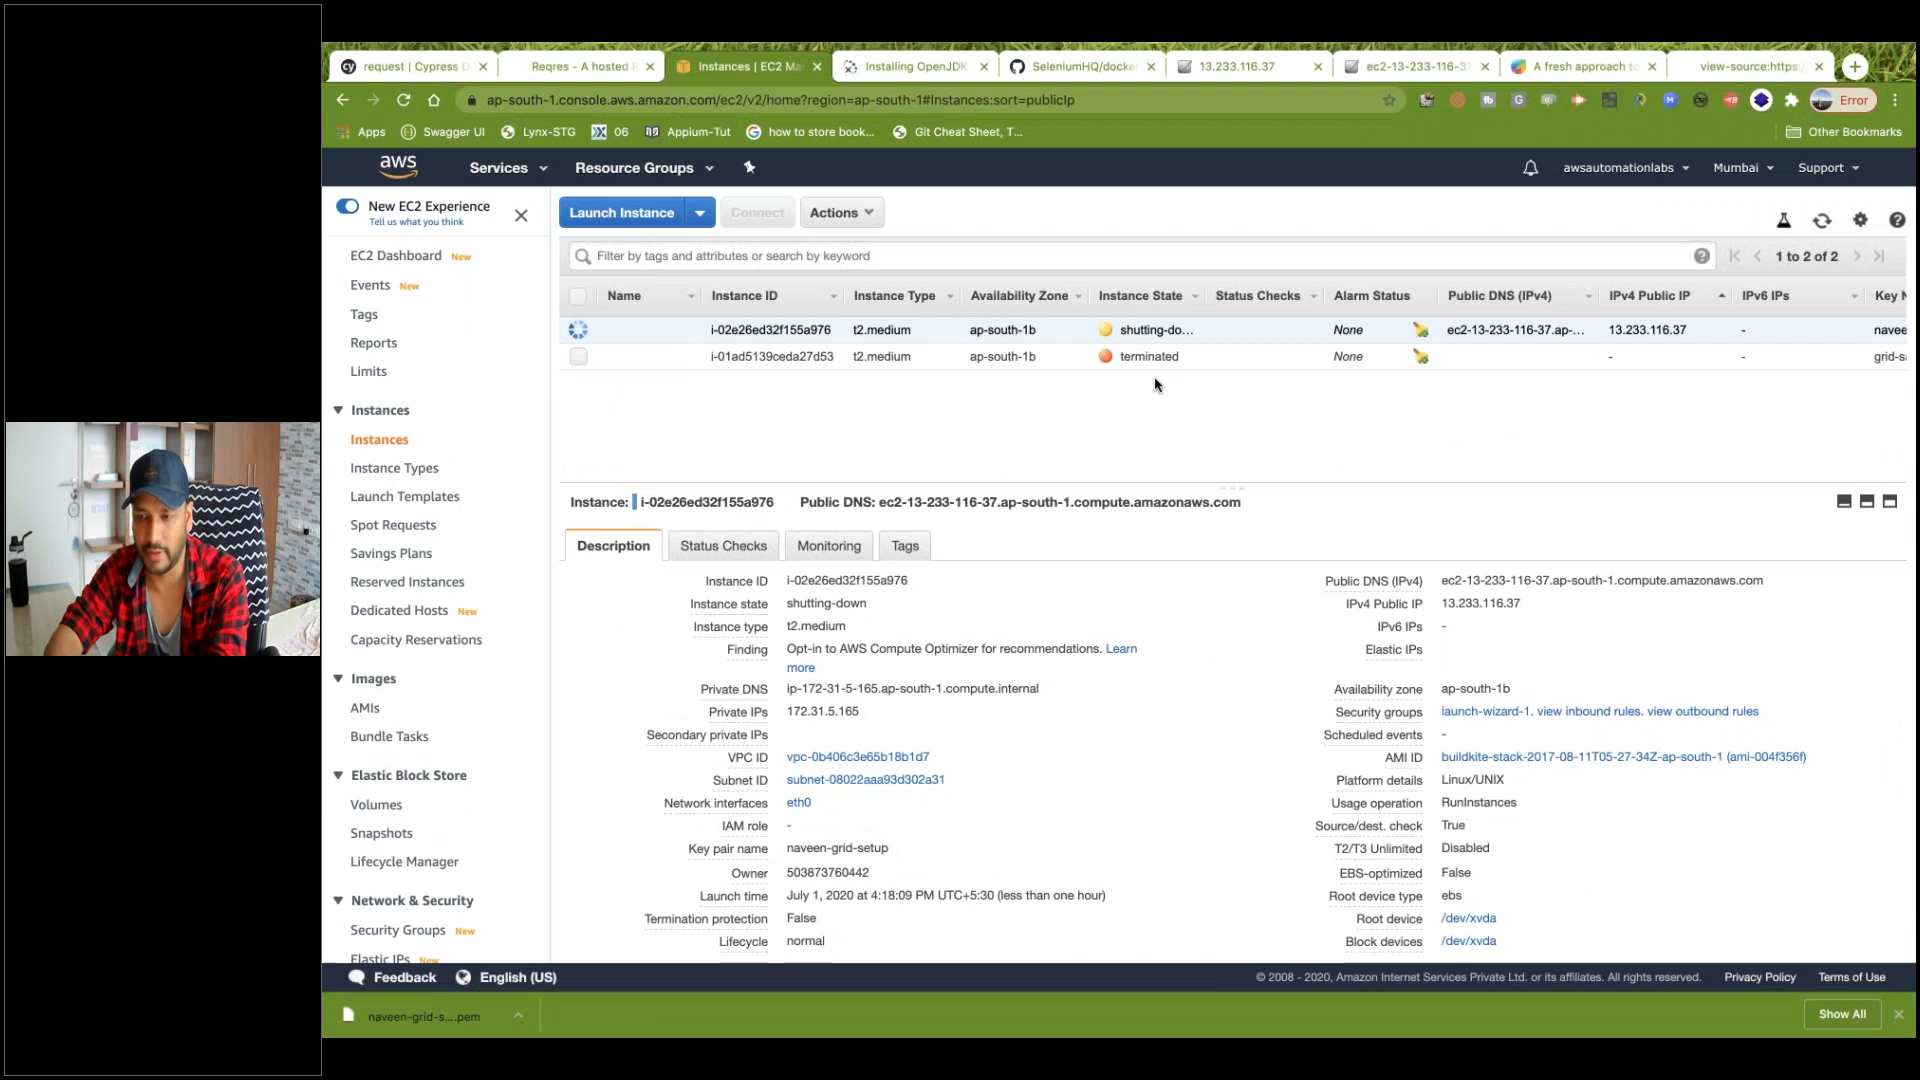 request | Cypress D
Reqres - A hosted R
Instances | EC2 Ma
Installing OpenJDK
SeleniumHQ/docke
13.233.116.37
ec2-13-233-116-37
A fresh approach to
view-source:https:
ap-south-1.console.aws.amazon.com/ec2/v2/home?region=ap-south-1#Instances:sort=publicIp
Error
Apps
Swagger UI
Lynx-STG
06
Appium-Tut
how to store book...
Git Cheat Sheet, T...
Other Bookmarks
aws
Services
Resource Groups
awsautomationlabs
Mumbai
Support
New EC2 Experience
Tell us what you think
EC2 Dashboard New
Events New
Tags
Reports
Limits
Instances
Instances
Instance Types
Launch Templates
Spot Requests
Savings Plans
Reserved Instances
Dedicated Hosts New
Capacity Reservations
Images
AMIs
Bundle Tasks
Elastic Block Store
Volumes
Snapshots
Lifecycle Manager
Network & Security
Security Groups New
Elastic IPs New
Launch Instance
Connect
Actions
Filter by tags and attributes or search by keyword
1 to 2 of 2
Name Instance ID Instance Type Availability Zone Instance State Status Checks Alarm Status Public DNS (IPv4) IPv4 Public IP IPv6 IPs Key N
i-02e26ed32f155a976 t2.medium ap-south-1b shutting-do... None ec2-13-233-116-37.ap-... 13.233.116.37 - navee
i-01ad5139ceda27d53 t2.medium ap-south-1b terminated None - - grid-s
Instance: i-02e26ed32f155a976 Public DNS: ec2-13-233-116-37.ap-south-1.compute.amazonaws.com
Description
Status Checks
Monitoring
Tags
Instance ID i-02e26ed32f155a976
Instance state shutting-down
Instance type t2.medium
Finding Opt-in to AWS Compute Optimizer for recommendations. Learn
more
Private DNS ip-172-31-5-165.ap-south-1.compute.internal
Private IPs 172.31.5.165
Secondary private IPs
VPC ID vpc-0b406c3e65b18b1d7
Subnet ID subnet-08022aaa93d302a31
Network interfaces eth0
IAM role -
Key pair name naveen-grid-setup
Owner 503873760442
Launch time July 1, 2020 at 4:18:09 PM UTC+5:30 (less than one hour)
Termination protection False
Lifecycle normal
Public DNS (IPv4) ec2-13-233-116-37.ap-south-1.compute.amazonaws.com
IPv4 Public IP 13.233.116.37
IPv6 IPs -
Elastic IPs
Availability zone ap-south-1b
Security groups launch-wizard-1. view inbound rules. view outbound rules
Scheduled events -
AMI ID buildkite-stack-2017-08-11T05-27-34Z-ap-south-1 (ami-004f356f)
Platform details Linux/UNIX
Usage operation RunInstances
Source/dest. check True
T2/T3 Unlimited Disabled
EBS-optimized False
Root device type ebs
Root device /dev/xvda
Block devices /dev/xvda
Feedback
English (US)
© 2008 - 2020, Amazon Internet Services Private Ltd. or its affiliates. All rights reserved.
Privacy Policy
Terms of Use
naveen-grid-s....pem
Show All